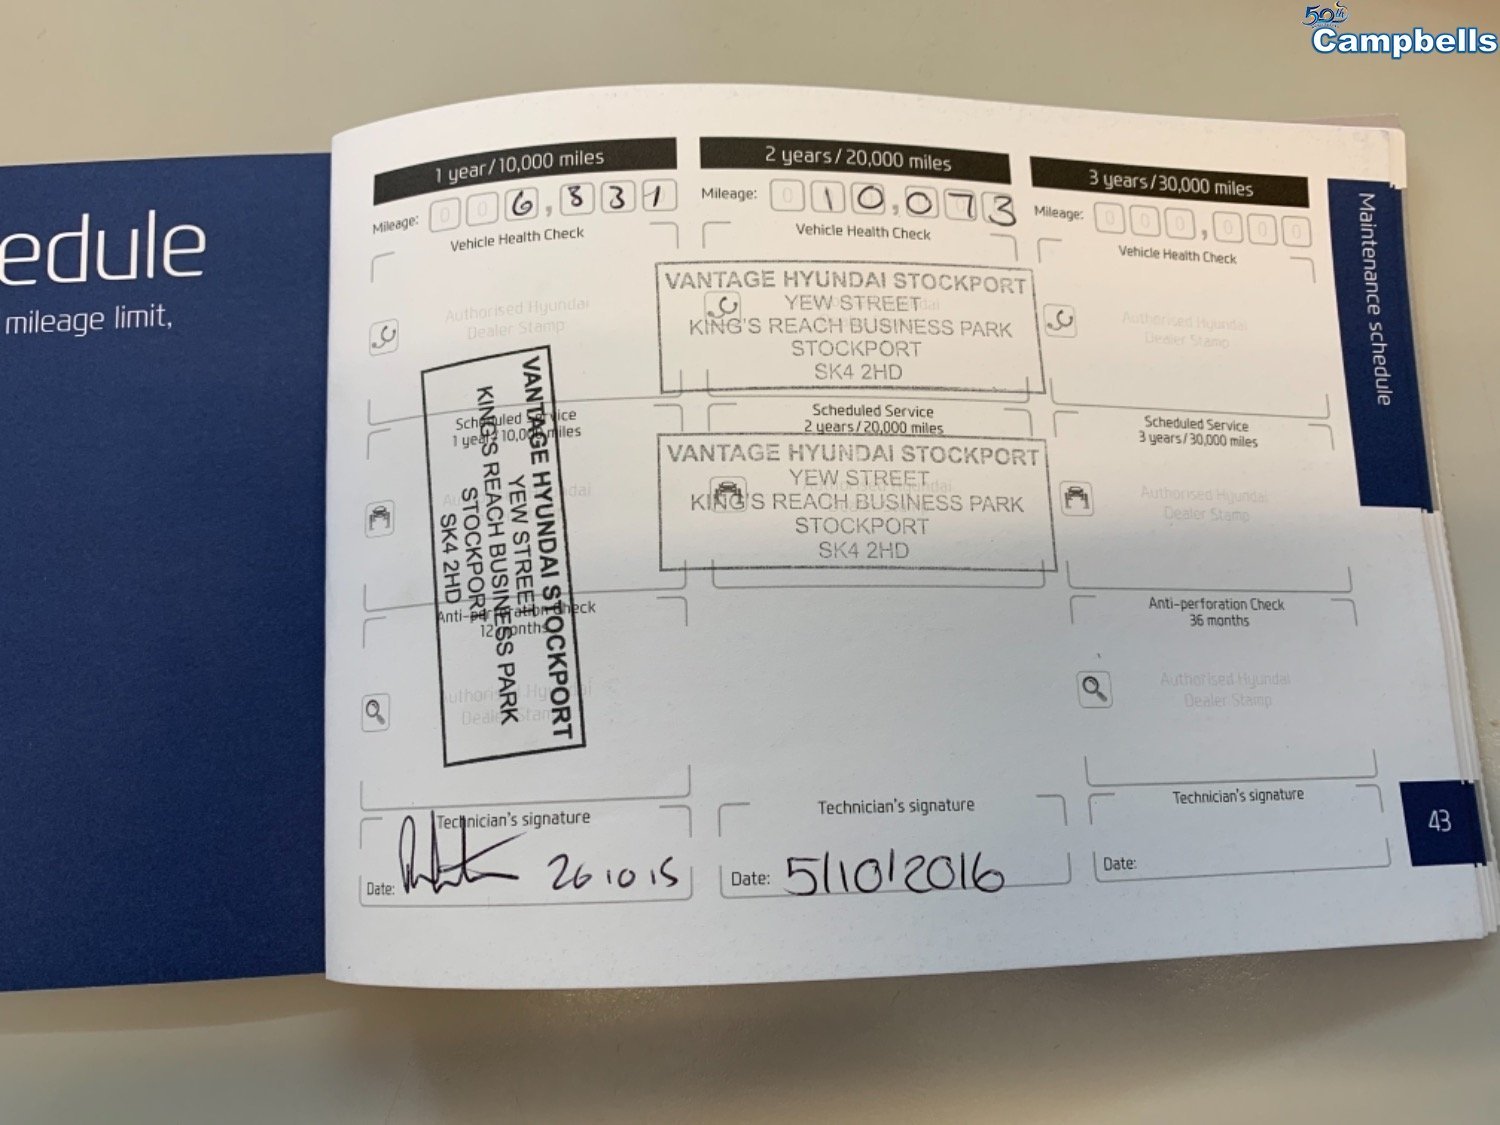 50th
Campbells
edule
mileage limit,
1 year/10,000 miles
Mileage: 006,831
Vehicle Health Check
Authorised Hyundai
Dealer Stamp
Scheduled Service
1 year/10,000 miles
VANTAGE HYUNDAI STOCKPORT
YEW STREET
KING'S REACH BUSINESS PARK
STOCKPORT
SK4 2HD
Anti-perforation Check
12 months
Authorised Hyundai
Dealer Stamp
Technician's signature
Date: 26 10 15
2 years/20,000 miles
Mileage: 010,073
Vehicle Health Check
VANTAGE HYUNDAI STOCKPORT
YEW STREET
KING'S REACH BUSINESS PARK
STOCKPORT
SK4 2HD
Scheduled Service
2 years/20,000 miles
VANTAGE HYUNDAI STOCKPORT
YEW STREET
KING'S REACH BUSINESS PARK
STOCKPORT
SK4 2HD
Technician's signature
Date: 5/10/2016
3 years/30,000 miles
Mileage: 000,000
Vehicle Health Check
Authorised Hyundai
Dealer Stamp
Scheduled Service
3 years/30,000 miles
Authorised Hyundai
Dealer Stamp
Anti-perforation Check
36 months
Authorised Hyundai
Dealer Stamp
Technician's signature
Date:
Maintenance schedule
43